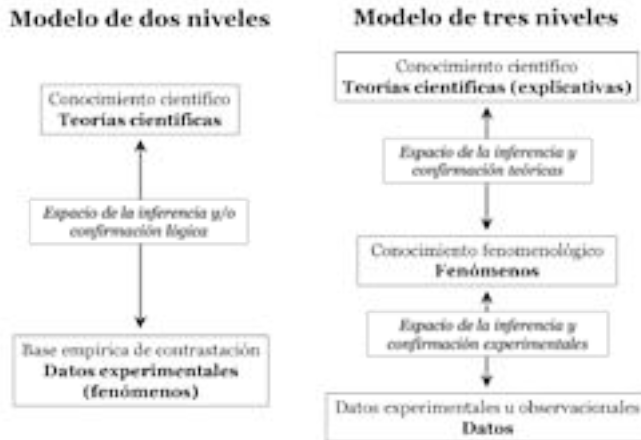 Modelo de dos niveles
Conocimiento científico
Teorías científicas
Espacio de la inferencia y/o
confirmación lógica
Base empírica de contrastación
Datos experimentales
(fenómenos)
Modelo de tres niveles
Conocimiento científico
Teorías científicas (explicativas)
Espacio de la inferencia y
confirmación teóricas
Conocimiento fenomenológico
Fenómenos
Espacio de la inferencia y
confirmación experimentales
Datos experimentales u observacionales
Datos